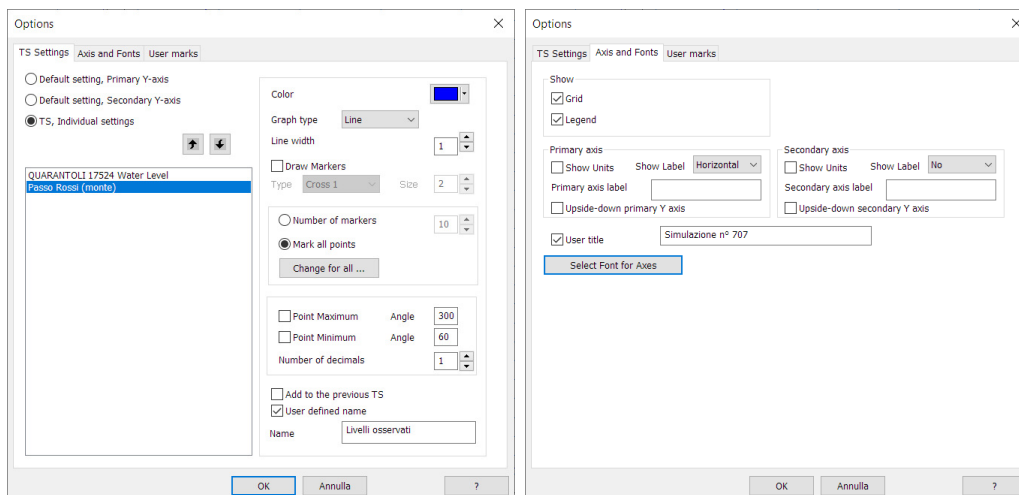 Options
TS Settings Axis and Fonts User marks
Default setting, Primary Y-axis
Default setting, Secondary Y-axis
TS, Individual settings
QUARANTOLI 17524 Water Level
Passo Rossi (monte)
Color
Graph type Line
Line width 1
Draw Markers
Type Cross 1 Size 2
Number of markers 10
Mark all points
Change for all ...
Point Maximum Angle 300
Point Minimum Angle 60
Number of decimals 1
Add to the previous TS
User defined name
Name Livelli osservati
OK Annulla ?
Options
TS Settings Axis and Fonts User marks
Show
Grid
Legend
Primary axis
Show Units Show Label Horizontal
Primary axis label
Upside-down primary Y axis
Secondary axis
Show Units Show Label No
Secondary axis label
Upside-down secondary Y axis
User title Simulazione nº 707
Select Font for Axes
OK Annulla ?